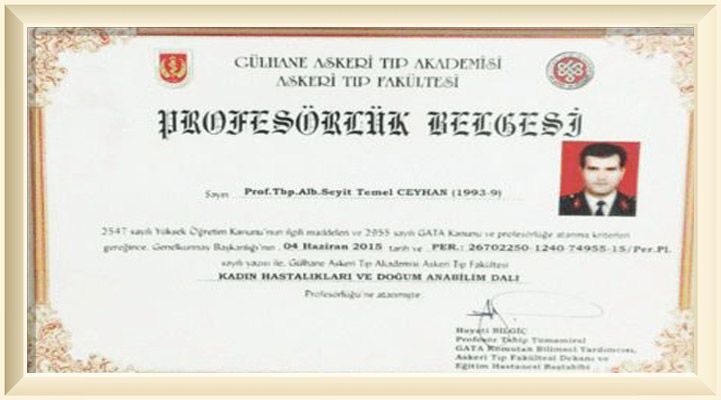 GÜLHANE ASKERİ TIP AKADEMİSİ
ASKERİ TIP FAKÜLTESİ
PROFESÖRLÜK BELGESİ
Sayın Prof.Tbp.Alb.Seyit Temel CEYHAN (1993-9)
2547 sayılı Yüksek Öğretim Kanunu'nun ilgili maddeleri ve 2955 sayılı GATA Kanunu ve profesörlüğe atanma kriterleri
gereğince, Genelkurmay Başkanlığı'nın 04 Haziran 2015 tarih ve PER.: 26702250-1240-74955-15/Per.Pl.
sayılı yazısı ile, Gülhane Askeri Tıp Akademisi Askeri Tıp Fakültesi
KADIN HASTALIKLARI VE DOĞUM ANABİLİM DALI
Profesörlüğü'ne atanmıştır.
Hayati BİLGİÇ
Profesör Tabip Tümamiral
GATA Komutan Bilimsel Yardımcısı,
Askeri Tıp Fakültesi Dekanı ve
Eğitim Hastanesi Baştabibi